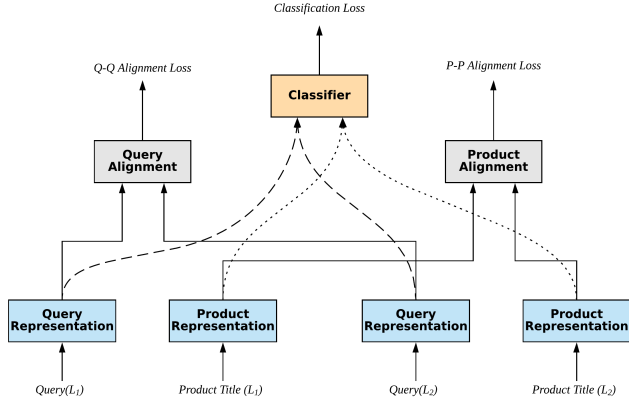 Classification Loss
Q-Q Alignment Loss
P-P Alignment Loss
Classifier
Query
Alignment
Product
Alignment
Query
Representation
Product
Representation
Query
Representation
Product
Representation
Query(L₁)
Product Title (L₁)
Query(L₂)
Product Title (L₂)